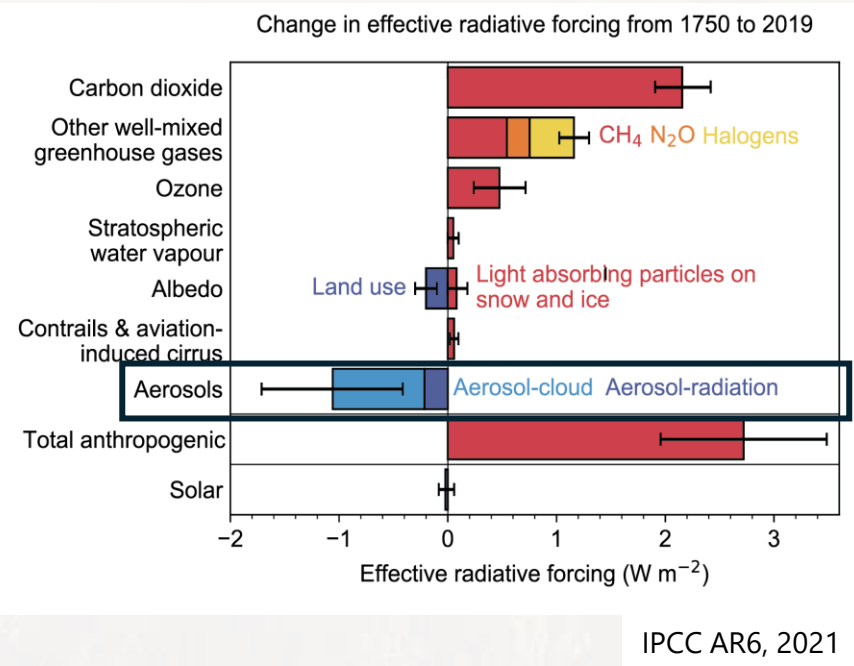 Change in effective radiative forcing from 1750 to 2019
Carbon dioxide
Other well-mixed
greenhouse gases
CH₄ N₂O Halogens
Ozone
Stratospheric
water vapour
Albedo
Land use
Light absorbing particles on
snow and ice
Contrails & aviation-
induced cirrus
Aerosols
Aerosol-cloud Aerosol-radiation
Total anthropogenic
Solar
−2 −1 0 1 2 3
Effective radiative forcing (W m⁻²)
IPCC AR6, 2021